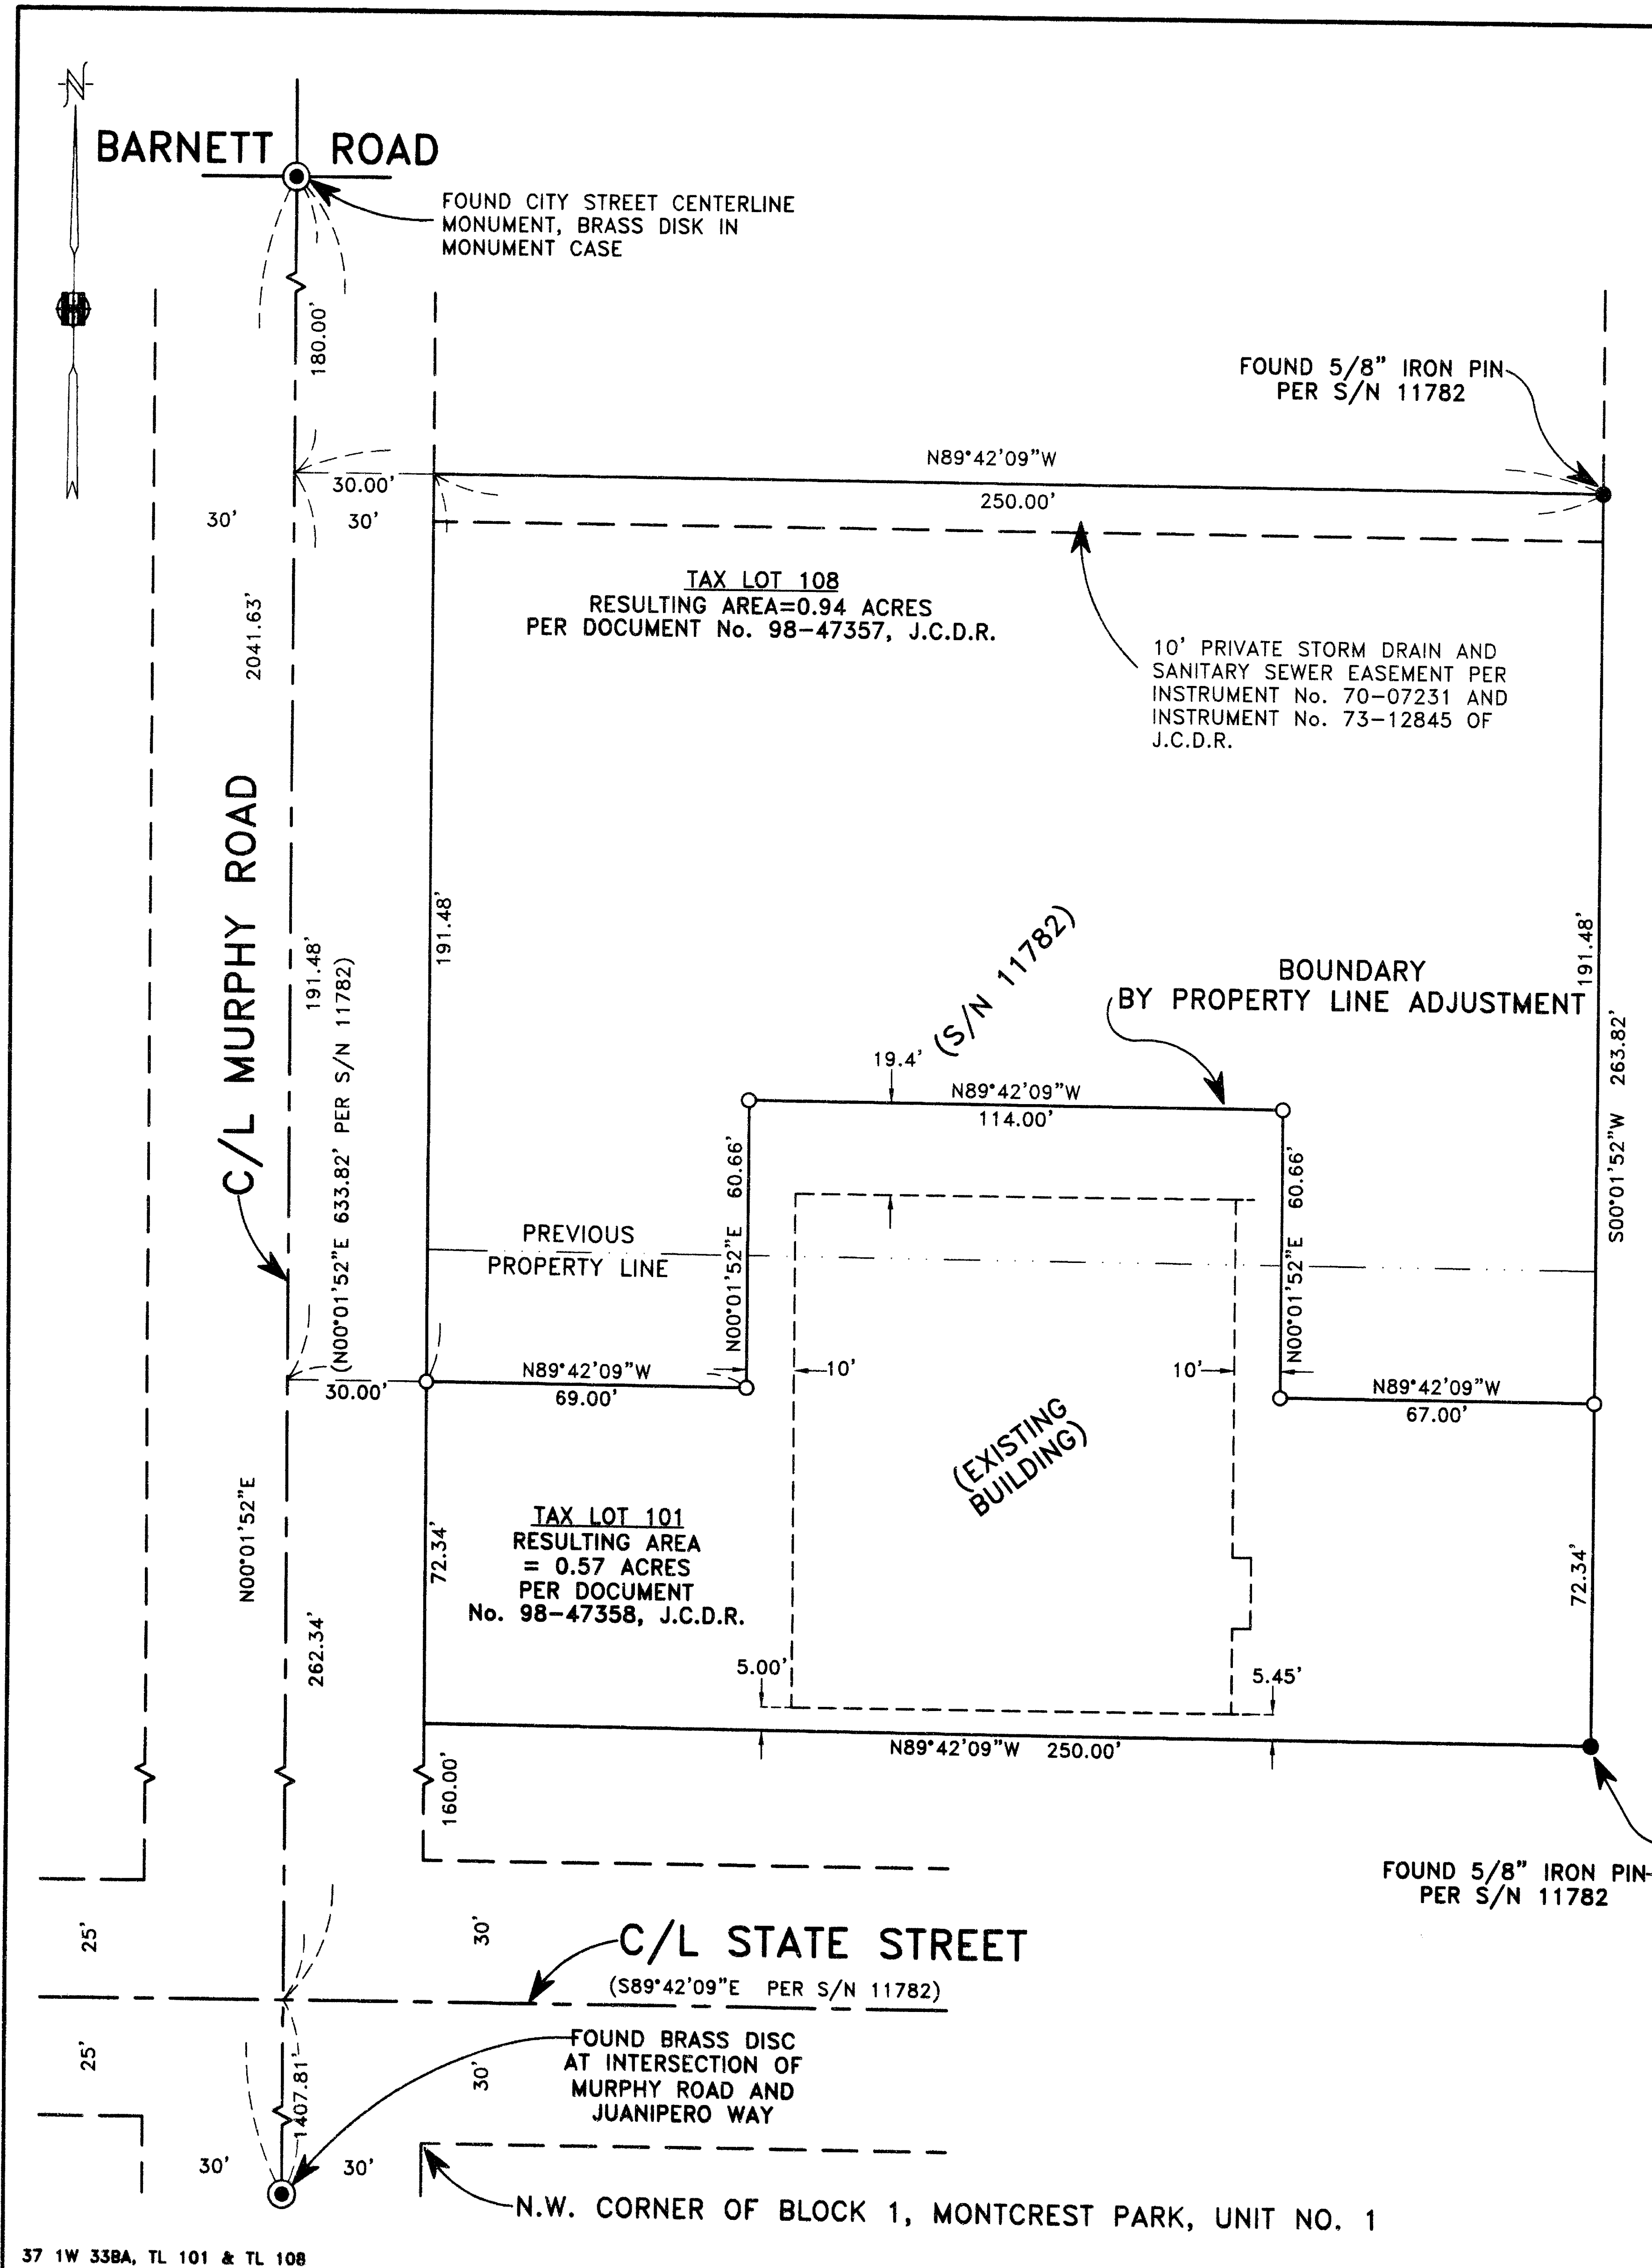 N
BARNETT ROAD
FOUND CITY STREET CENTERLINE
MONUMENT, BRASS DISK IN
MONUMENT CASE
180.00'
FOUND 5/8" IRON PIN
PER S/N 11782
N89°42'09"W
250.00'
30.00'
30'
30'
TAX LOT 108
RESULTING AREA=0.94 ACRES
PER DOCUMENT No. 98-47357, J.C.D.R.
10' PRIVATE STORM DRAIN AND
SANITARY SEWER EASEMENT PER
INSTRUMENT No. 70-07231 AND
INSTRUMENT No. 73-12845 OF
J.C.D.R.
2041.63'
C/L MURPHY ROAD
191.48'
(N00°01'52"E 633.82' PER S/N 11782)
191.48'
191.48'
S00°01'52"W 263.82'
(S/N 11782)
BOUNDARY
BY PROPERTY LINE ADJUSTMENT
19.4'
N89°42'09"W
114.00'
N00°01'52"E 60.66'
N00°01'52"E 60.66'
PREVIOUS
PROPERTY LINE
30.00'
N89°42'09"W
69.00'
10'
10'
N89°42'09"W
67.00'
(EXISTING
BUILDING)
N00°01'52"E
262.34'
72.34'
TAX LOT 101
RESULTING AREA
= 0.57 ACRES
PER DOCUMENT
No. 98-47358, J.C.D.R.
72.34'
5.00'
5.45'
N89°42'09"W 250.00'
160.00'
FOUND 5/8" IRON PIN
PER S/N 11782
25'
30'
C/L STATE STREET
(S89°42'09"E PER S/N 11782)
25'
30'
1407.81'
FOUND BRASS DISC
AT INTERSECTION OF
MURPHY ROAD AND
JUANIPERO WAY
30'
30'
N.W. CORNER OF BLOCK 1, MONTCREST PARK, UNIT NO. 1
37 1W 33BA, TL 101 & TL 108